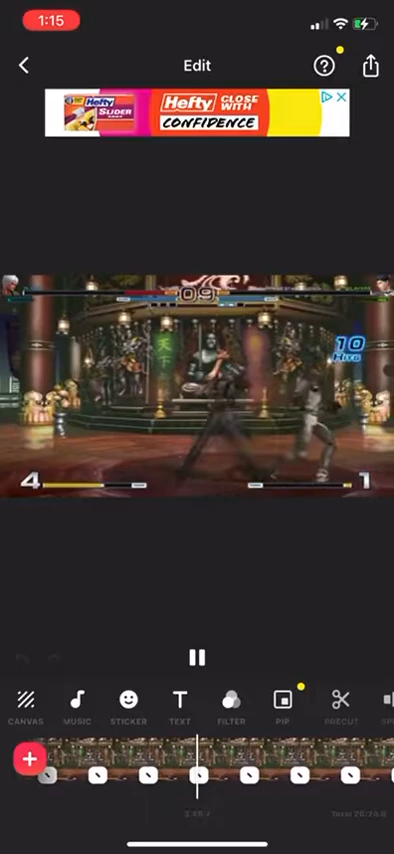 1:15
Edit
Hefty
SLIDER
Hefty CLOSE WITH
CONFIDENCE
09
10
Hits
4
1
CANVAS MUSIC STICKER TEXT FILTER PIP PRECUT